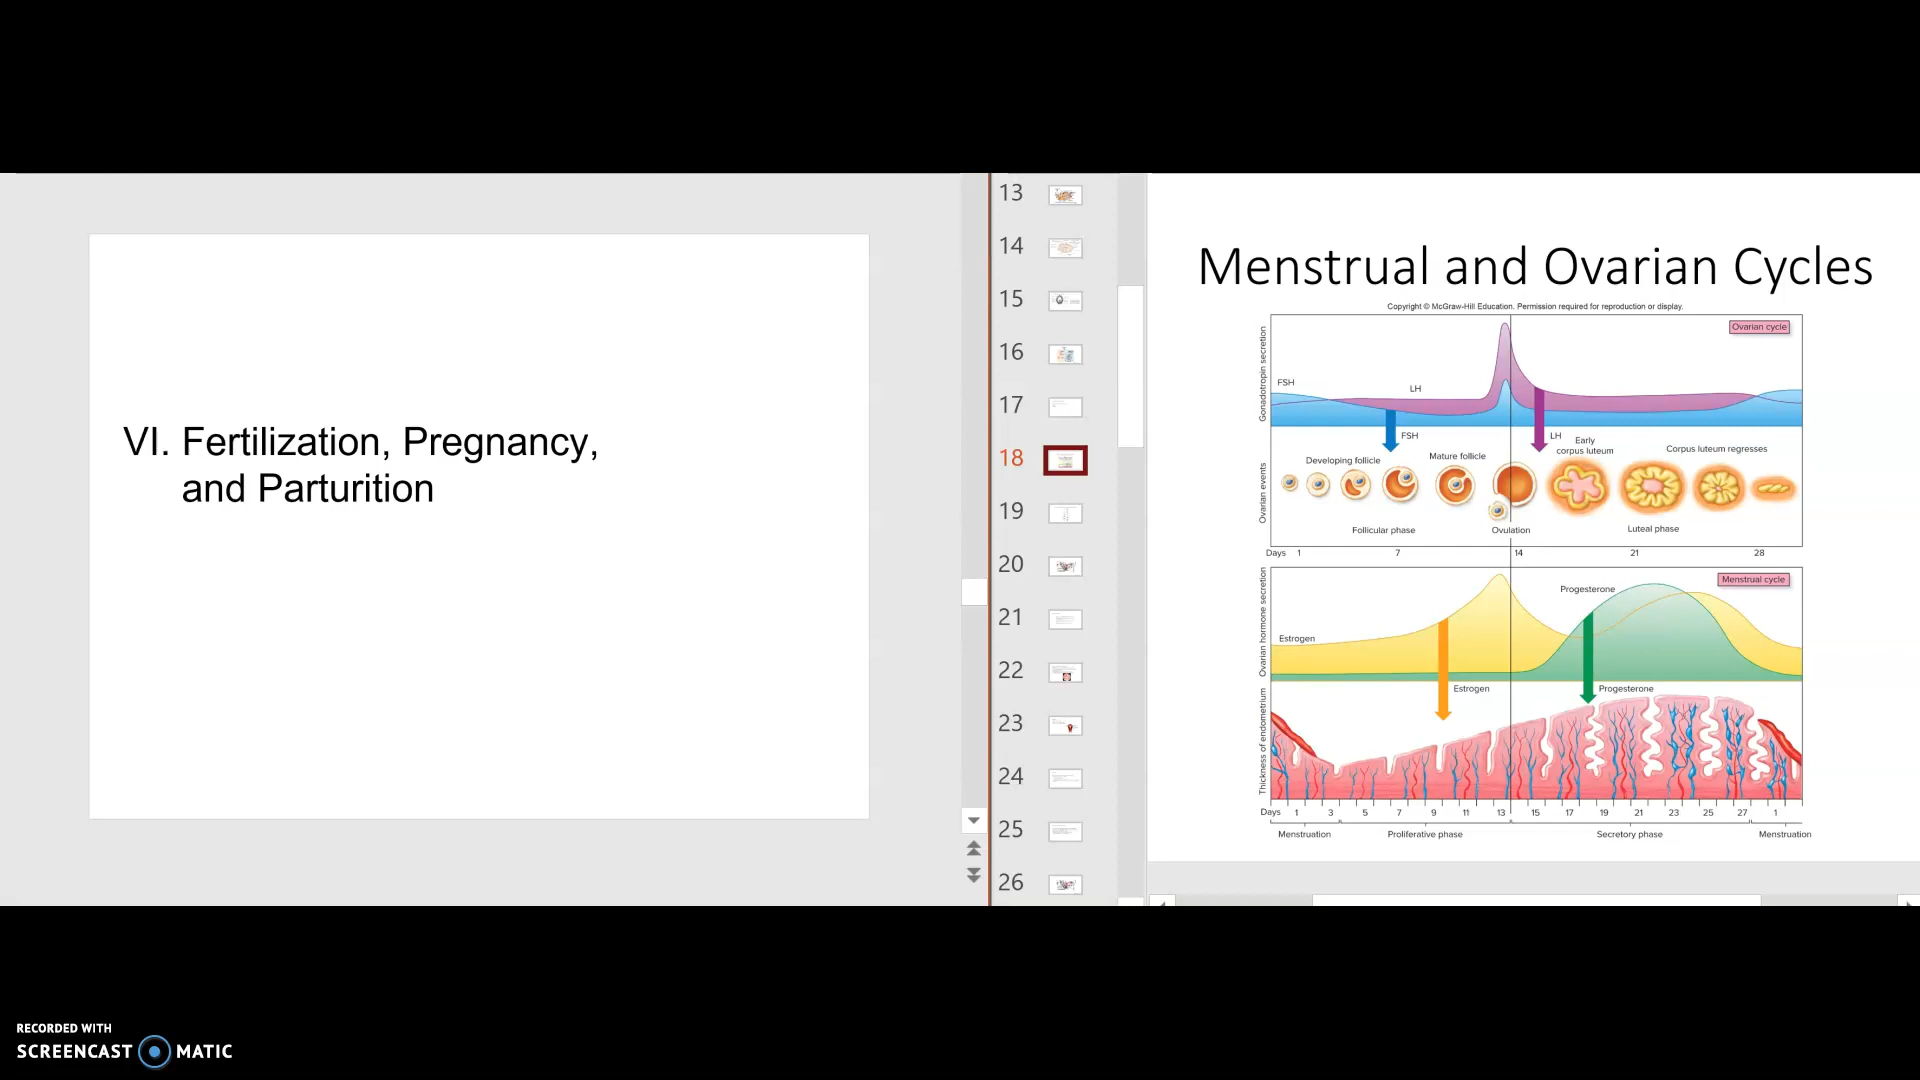 VI. Fertilization, Pregnancy,
and Parturition
13
14
15
16
17
18
19
20
21
22
23
24
25
26
Menstrual and Ovarian Cycles
Copyright © McGraw-Hill Education. Permission required for reproduction or display.
Ovarian cycle
Gonadotropin secretion
FSH
LH
FSH
LH
Early
corpus luteum
Corpus luteum regresses
Developing follicle
Mature follicle
Ovarian events
Follicular phase
Ovulation
Luteal phase
Days 1 7 14 21 28
Menstrual cycle
Ovarian hormone secretion
Progesterone
Estrogen
Estrogen
Progesterone
Thickness of endometrium
Days 1 3 5 7 9 11 13 15 17 19 21 23 25 27 1
Menstruation Proliferative phase Secretory phase Menstruation
RECORDED WITH
SCREENCAST MATIC